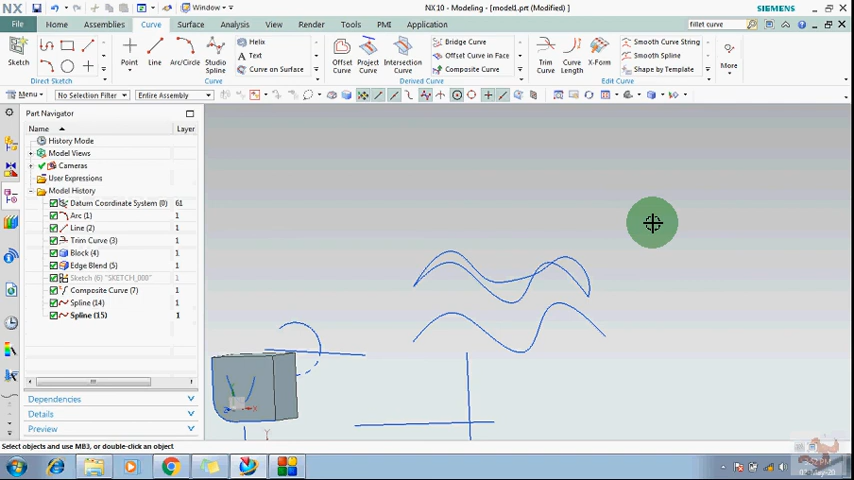 NX
Window
NX 10 - Modeling - [model1.prt (Modified) ]
SIEMENS
File Home Assemblies Curve Surface Analysis View Render Tools PMI Application
fillet curve
Sketch
Direct Sketch
Point
Line
Arc/Circle
Studio Spline
Helix
Text
Curve on Surface
Curve
Offset Curve
Project Curve
Intersection Curve
Bridge Curve
Offset Curve in Face
Composite Curve
Derived Curve
Trim Curve
Curve Length
X-Form
Smooth Curve String
Smooth Spline
Shape by Template
Edit Curve
More
Menu
No Selection Filter
Entire Assembly
Part Navigator
Name Layer
History Mode
Model Views
Cameras
User Expressions
Model History
Datum Coordinate System (0) 61
Arc (1) 1
Line (2) 1
Trim Curve (3) 1
Block (4) 1
Edge Blend (5) 1
Sketch (6) "SKETCH_000" 1
Composite Curve (7) 1
Spline (14) 1
Spline (15) 1
Dependencies
Details
Preview
X
Y
Z
Y
Select objects and use MB3, or double-click an object